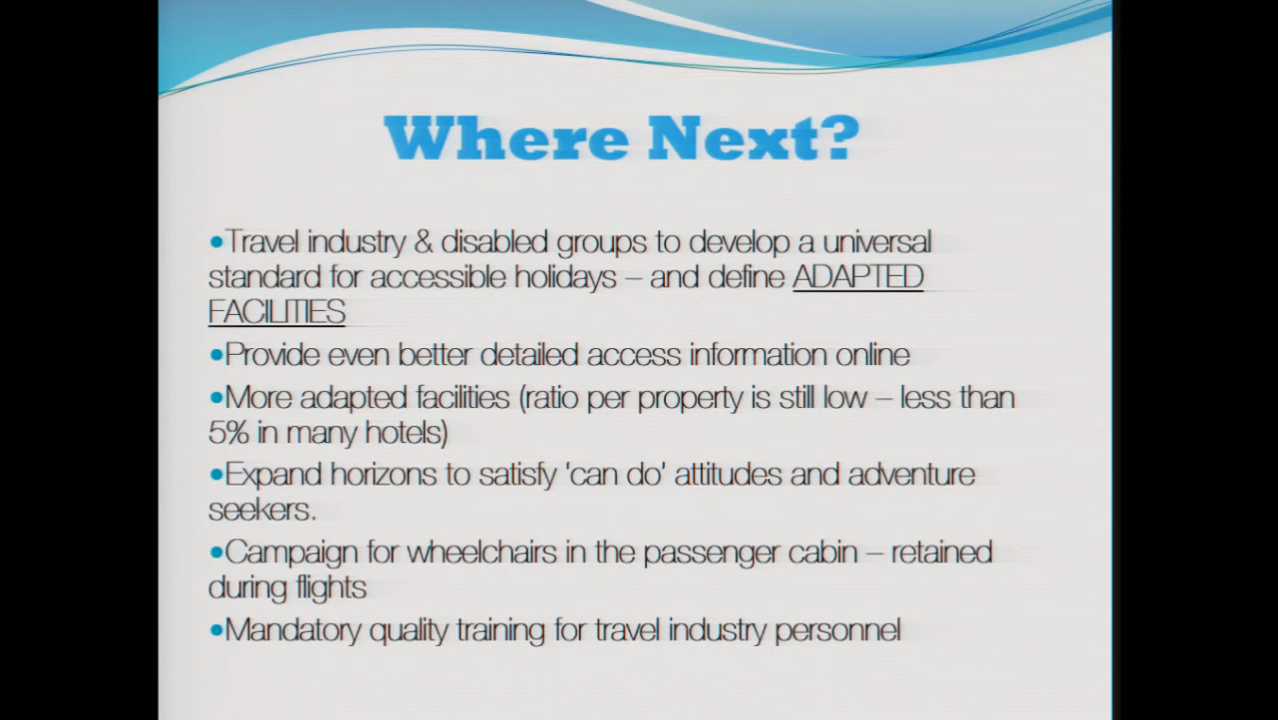 Where Next?
•Travel industry & disabled groups to develop a universal
standard for accessible holidays – and define ADAPTED
FACILITIES
•Provide even better detailed access information online
•More adapted facilities (ratio per property is still low – less than
5% in many hotels)
•Expand horizons to satisfy 'can do' attitudes and adventure
seekers.
•Campaign for wheelchairs in the passenger cabin – retained
during flights
•Mandatory quality training for travel industry personnel